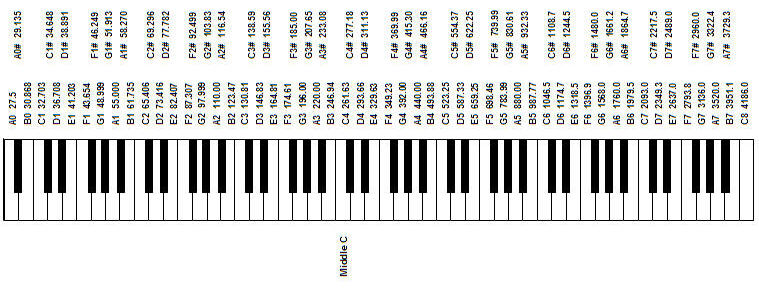 A0# 29.135
C1# 34.648
D1# 38.891
F1# 46.249
G1# 51.913
A1# 58.270
C2# 69.296
D2# 77.782
F2# 92.499
G2# 103.83
A2# 116.54
C3# 138.59
D3# 155.56
F3# 185.00
G3# 207.65
A3# 233.08
C4# 277.18
D4# 311.13
F4# 369.99
G4# 415.30
A4# 466.16
C5# 554.37
D5# 622.25
F5# 739.99
G5# 830.61
A5# 932.33
C6# 1108.7
D6# 1244.5
F6# 1480.0
G6# 1661.2
A6# 1864.7
C7# 2217.5
D7# 2489.0
F7# 2960.0
G7# 3322.4
A7# 3729.3
A0 27.5
B0 30.868
C1 32.703
D1 36.708
E1 41.203
F1 43.654
G1 48.999
A1 55.000
B1 61.735
C2 65.406
D2 73.416
E2 82.407
F2 87.307
G2 97.999
A2 110.00
B2 123.47
C3 130.81
D3 146.83
E3 164.81
F3 174.61
G3 196.00
A3 220.00
B3 246.94
C4 261.63
D4 293.66
E4 329.63
F4 349.23
G4 392.00
A4 440.00
B4 493.88
C5 523.25
D5 587.33
E5 659.25
F5 698.46
G5 783.99
A5 880.00
B5 987.77
C6 1046.5
D6 1174.7
E6 1318.5
F6 1396.9
G6 1568.0
A6 1760.0
B6 1979.5
C7 2093.0
D7 2349.3
E7 2637.0
F7 2793.8
G7 3136.0
A7 3520.0
B7 3951.1
C8 4186.0
Middle C